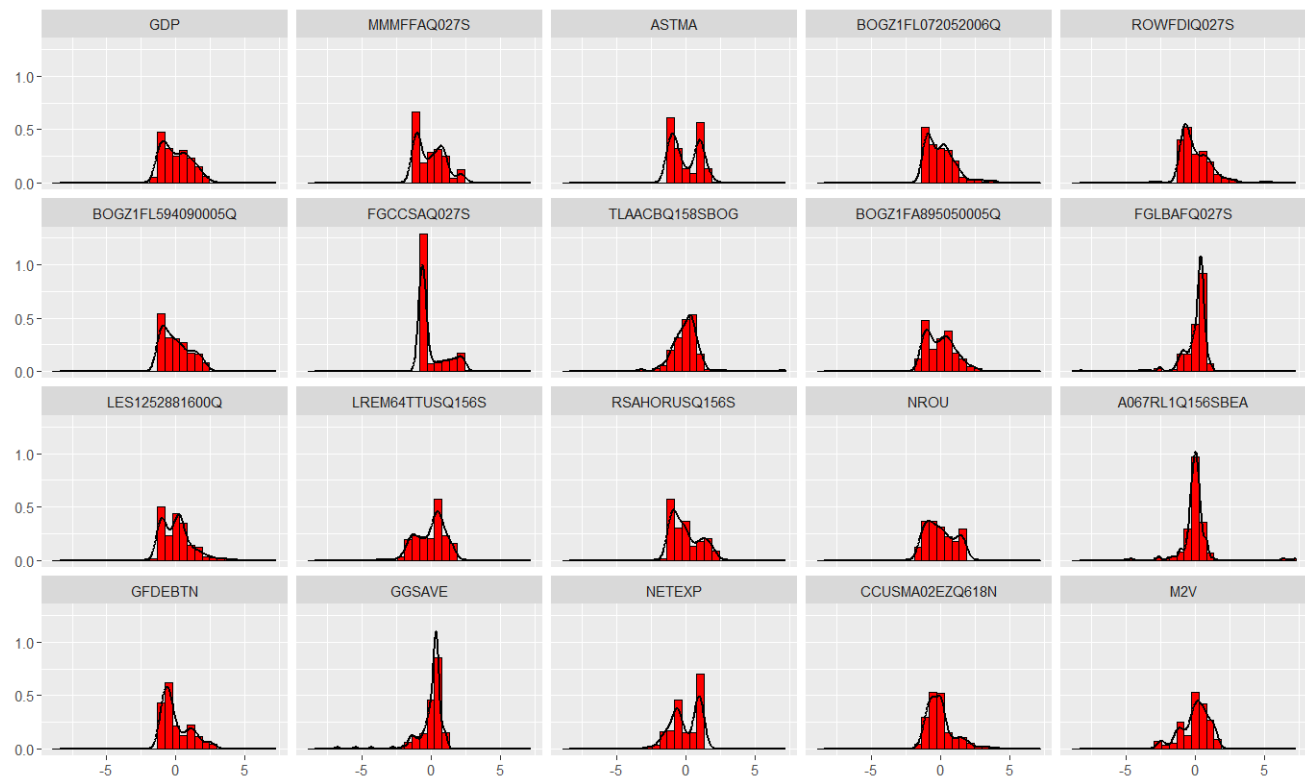 GDP MMMFFAQ027S ASTMA BOGZ1FL072052006Q ROWFDIQ027S
1.0
0.5
0.0
BOGZ1FL594090005Q FGCCSAQ027S TLAACBQ158SBOG BOGZ1FA895050005Q FGLBAFQ027S
1.0
0.5
0.0
LES1252881600Q LREM64TTUSQ156S RSAHORUSQ156S NROU A067RL1Q156SBEA
1.0
0.5
0.0
GFDEBTN GGSAVE NETEXP CCUSMA02EZQ618N M2V
1.0
0.5
0.0
-5 0 5 -5 0 5 -5 0 5 -5 0 5 -5 0 5